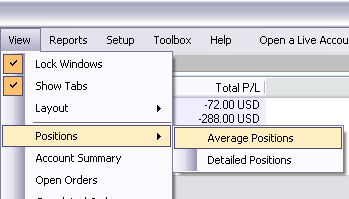 View Reports Setup Toolbox Help Open a Live Accou
Lock Windows
Show Tabs
Total P/L
Layout
-72.00 USD
-288.00 USD
Positions
Average Positions
Account Summary
Detailed Positions
Open Orders